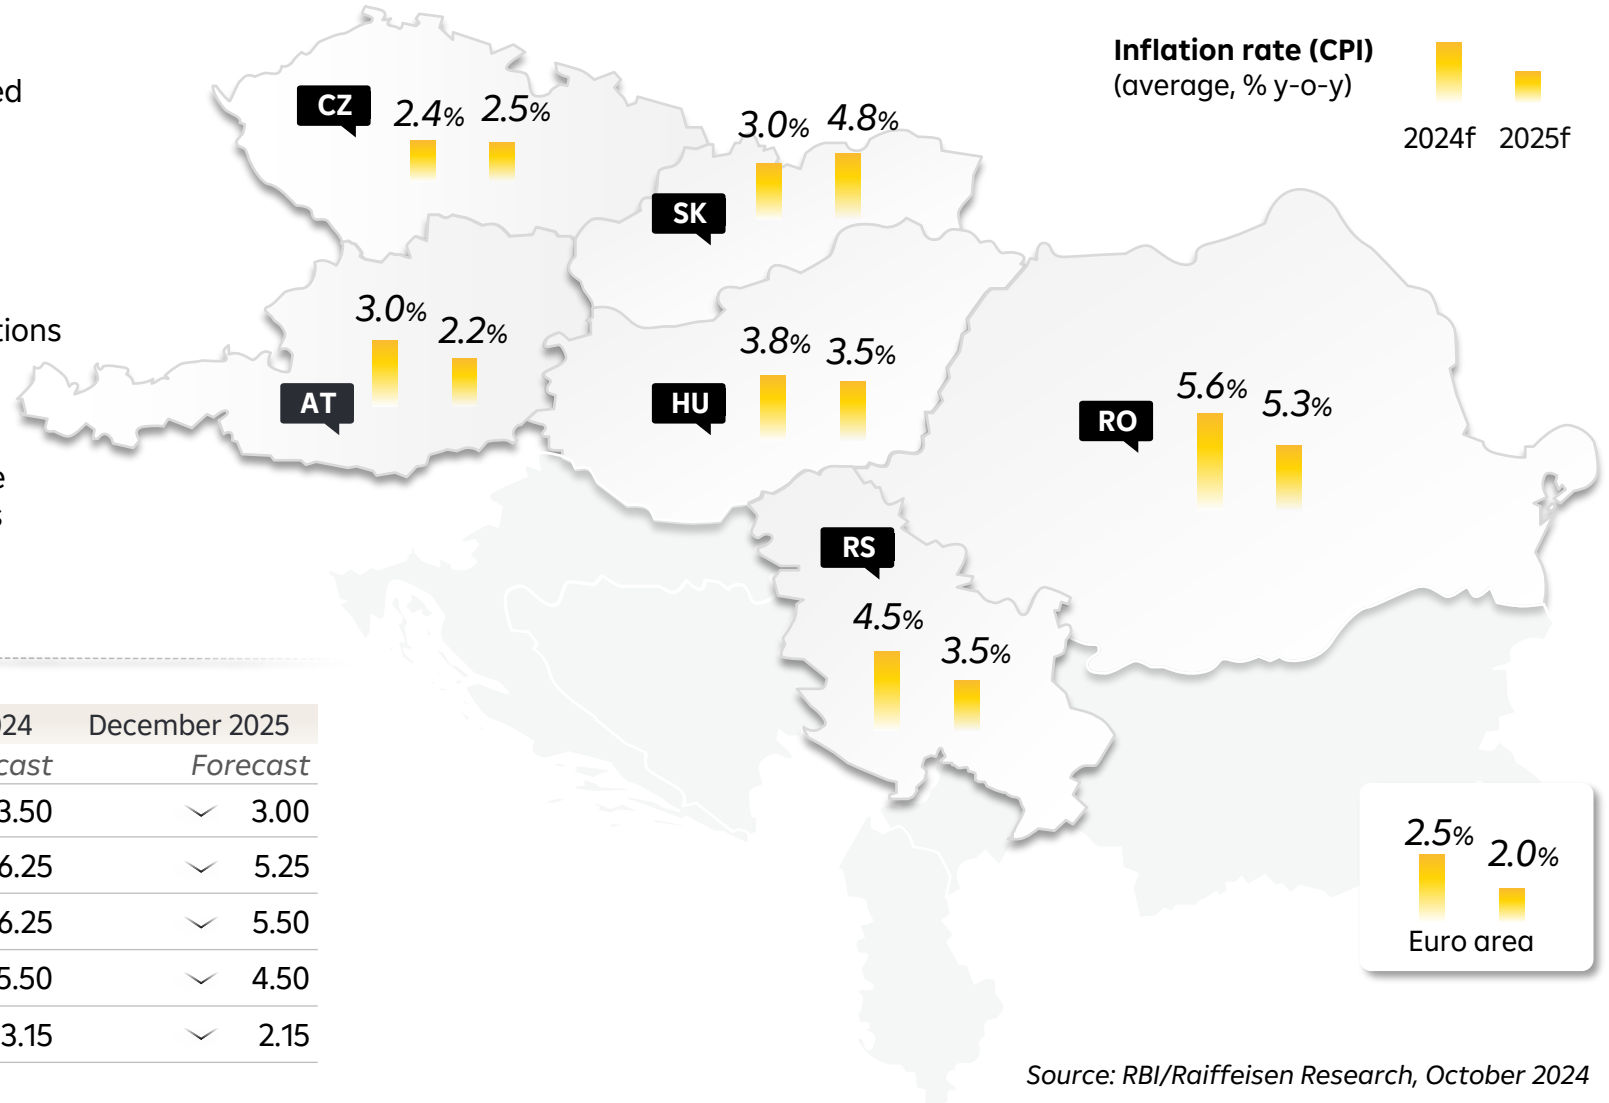 Inflation rate (CPI)
(average, % y-o-y)
2024f 2025f
CZ
2.4% 2.5%
SK
3.0% 4.8%
AT
3.0% 2.2%
HU
3.8% 3.5%
RO
5.6% 5.3%
RS
4.5% 3.5%
ed
tions
e
s
024 December 2025
cast Forecast
3.50 3.00
6.25 5.25
6.25 5.50
5.50 4.50
3.15 2.15
2.5% 2.0%
Euro area
Source: RBI/Raiffeisen Research, October 2024